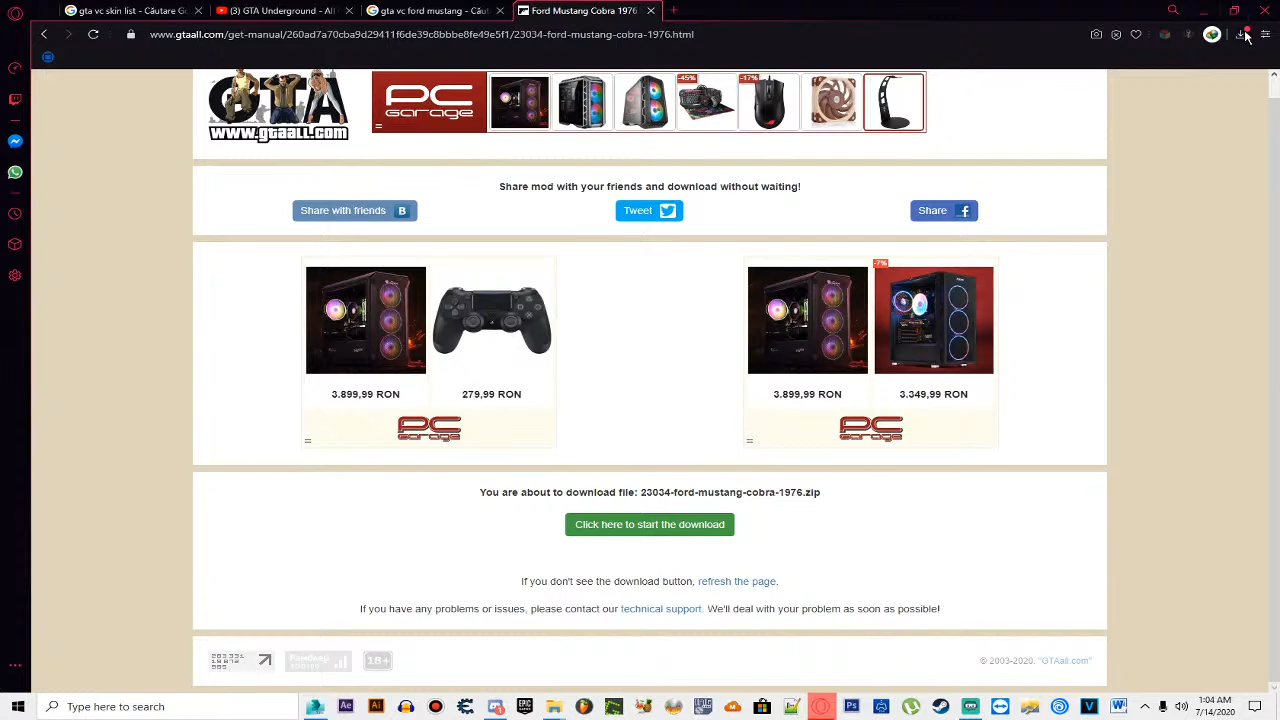 gta vc skin list - Căutare Go
(3) GTA Underground - All
gta vc ford mustang - Căut
Ford Mustang Cobra 1976
www.gtaall.com/get-manual/260ad7a70cba9d29411f6de39c8bbbe8fe49e5f1/23034-ford-mustang-cobra-1976.html
GTA
www.gtaall.com
PC
Garage
-45%
-17%
Share mod with your friends and download without waiting!
Share with friends
Tweet
Share
-7%
3.899,99 RON
279,99 RON
3.899,99 RON
3.349,99 RON
PC
Garage
PC
Garage
You are about to download file: 23034-ford-mustang-cobra-1976.zip
Click here to start the download
If you don't see the download button, refresh the page.
If you have any problems or issues, please contact our technical support. We'll deal with your problem as soon as possible!
18+
© 2003-2020. "GTAall.com"
Type here to search
1:04 AM
7/14/2020